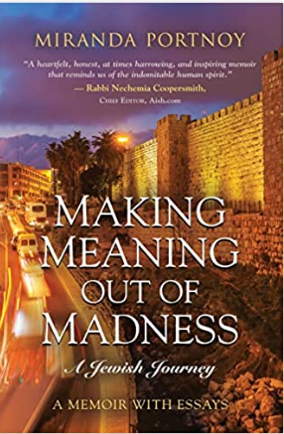 MIRANDA PORTNOY
“A heartfelt, honest, at times harrowing, and inspiring memoir
that reminds us of the indomitable human spirit.”
— Rabbi Nechemia Coopersmith,
Chief Editor, Aish.com
MAKING
MEANING
OUT OF
MADNESS
A Jewish Journey
A MEMOIR WITH ESSAYS